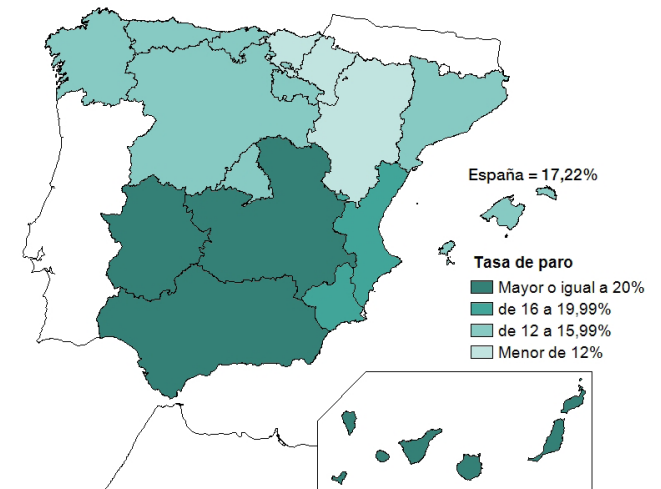 España = 17,22%
Tasa de paro
Mayor o igual a 20%
de 16 a 19,99%
de 12 a 15,99%
Menor de 12%